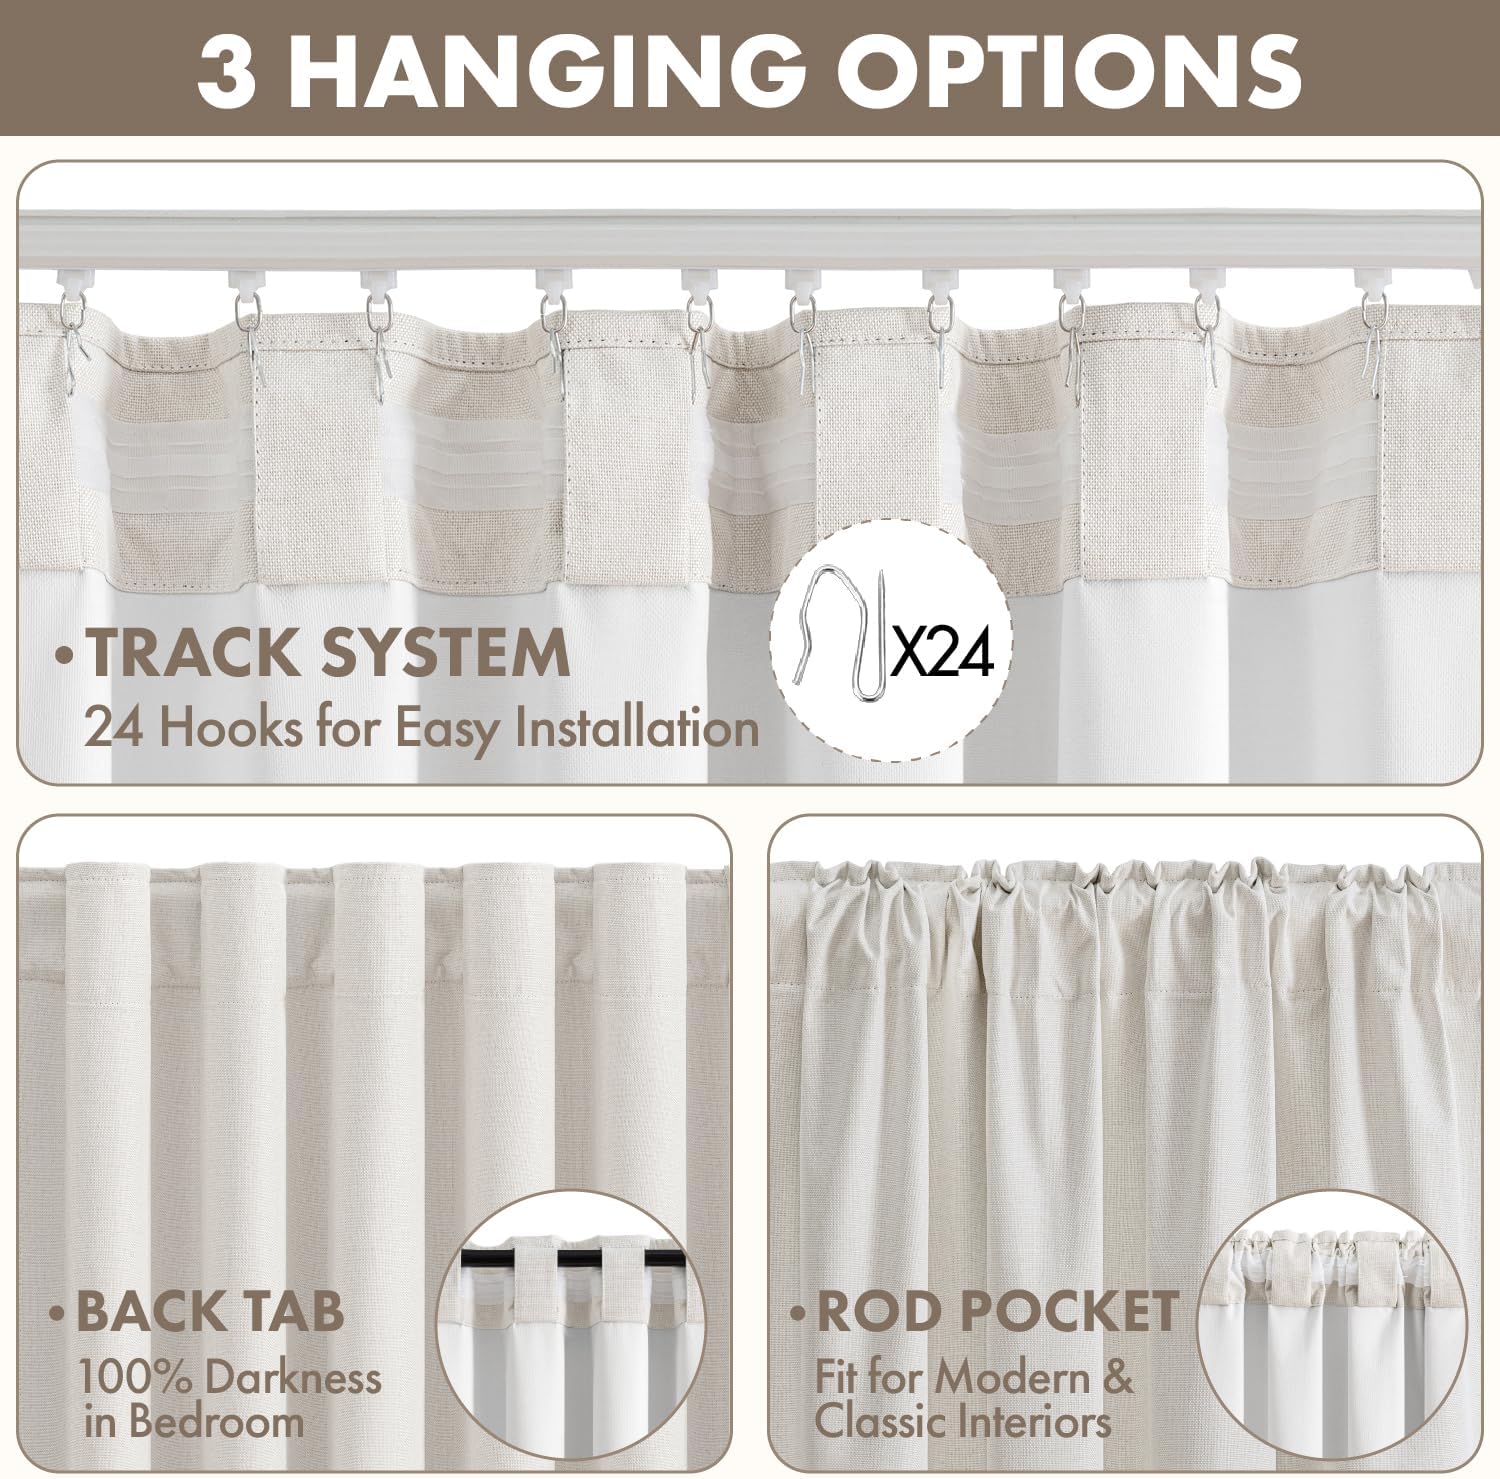 3 HANGING OPTIONS
• TRACK SYSTEM
24 Hooks for Easy Installation
X24
• BACK TAB
100% Darkness
in Bedroom
• ROD POCKET
Fit for Modern &
Classic Interiors